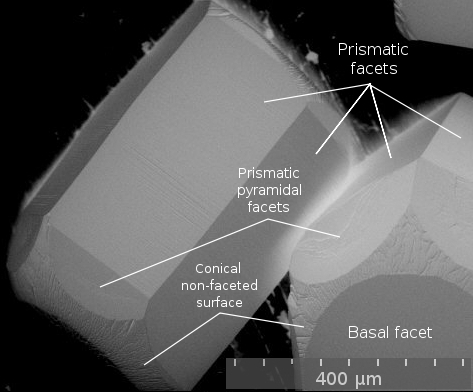 Prismatic
facets
Prismatic
pyramidal
facets
Conical
non-faceted
surface
Basal facet
400 μm